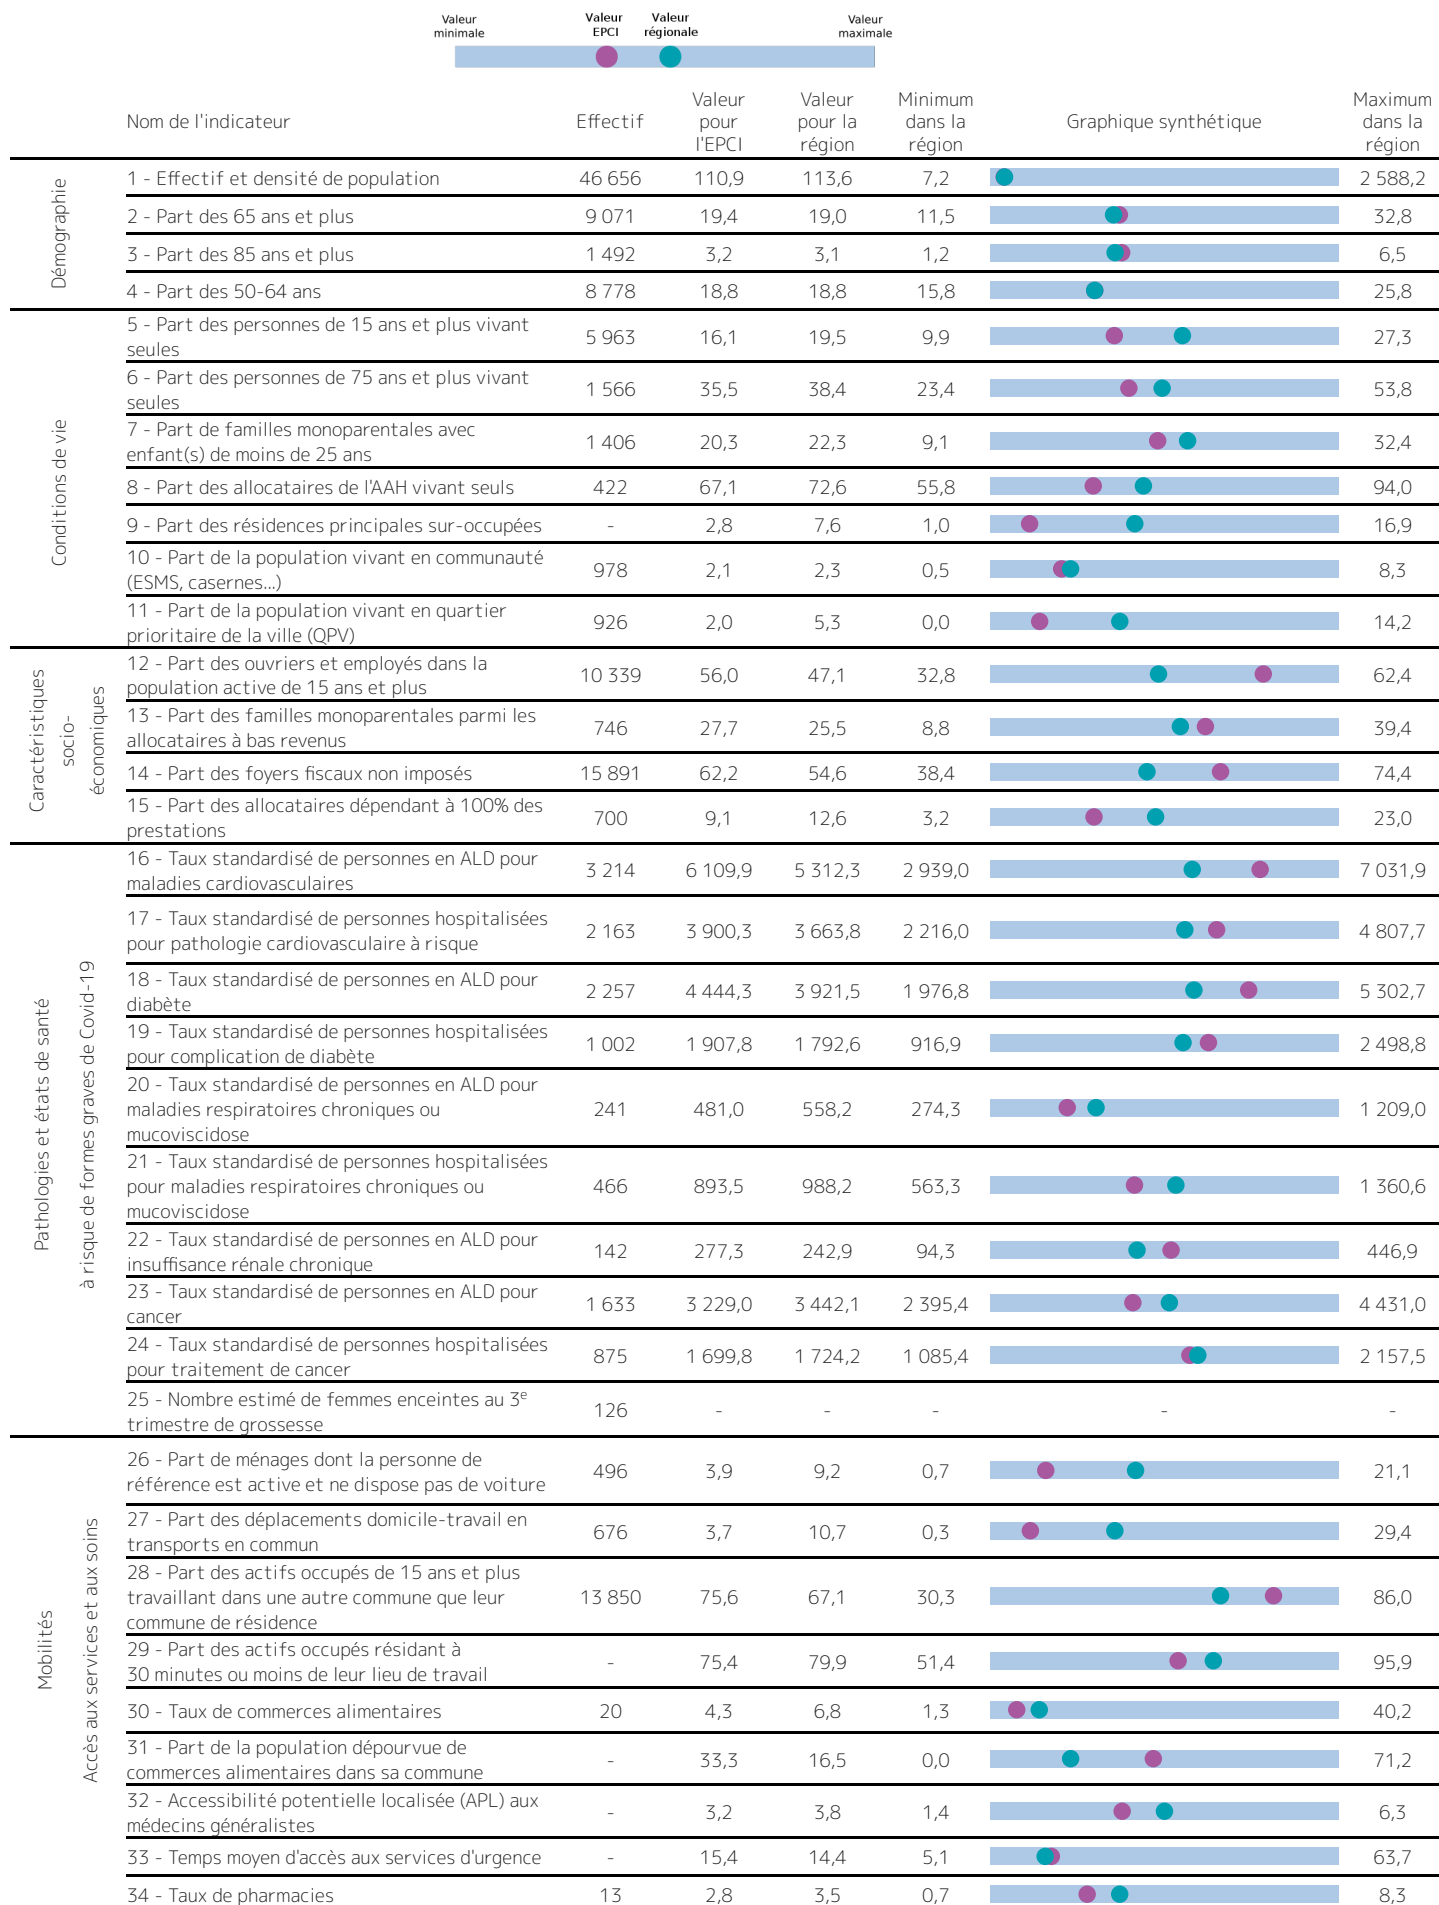 Valeur minimale
Valeur EPCI
Valeur régionale
Valeur maximale
Nom de l'indicateur Effectif Valeur pour l'EPCI Valeur pour la région Minimum dans la région Graphique synthétique Maximum dans la région
Démographie
1 - Effectif et densité de population 46 656 110,9 113,6 7,2 2 588,2
2 - Part des 65 ans et plus 9 071 19,4 19,0 11,5 32,8
3 - Part des 85 ans et plus 1 492 3,2 3,1 1,2 6,5
4 - Part des 50-64 ans 8 778 18,8 18,8 15,8 25,8
Conditions de vie
5 - Part des personnes de 15 ans et plus vivant
seules 5 963 16,1 19,5 9,9 27,3
6 - Part des personnes de 75 ans et plus vivant
seules 1 566 35,5 38,4 23,4 53,8
7 - Part de familles monoparentales avec
enfant(s) de moins de 25 ans 1 406 20,3 22,3 9,1 32,4
8 - Part des allocataires de l'AAH vivant seuls 422 67,1 72,6 55,8 94,0
9 - Part des résidences principales sur-occupées - 2,8 7,6 1,0 16,9
10 - Part de la population vivant en communauté
(ESMS, casernes...) 978 2,1 2,3 0,5 8,3
11 - Part de la population vivant en quartier
prioritaire de la ville (QPV) 926 2,0 5,3 0,0 14,2
Caractéristiques
socio-
économiques
12 - Part des ouvriers et employés dans la
population active de 15 ans et plus 10 339 56,0 47,1 32,8 62,4
13 - Part des familles monoparentales parmi les
allocataires à bas revenus 746 27,7 25,5 8,8 39,4
14 - Part des foyers fiscaux non imposés 15 891 62,2 54,6 38,4 74,4
15 - Part des allocataires dépendant à 100% des
prestations 700 9,1 12,6 3,2 23,0
Pathologies et états de santé
à risque de formes graves de Covid-19
16 - Taux standardisé de personnes en ALD pour
maladies cardiovasculaires 3 214 6 109,9 5 312,3 2 939,0 7 031,9
17 - Taux standardisé de personnes hospitalisées
pour pathologie cardiovasculaire à risque 2 163 3 900,3 3 663,8 2 216,0 4 807,7
18 - Taux standardisé de personnes en ALD pour
diabète 2 257 4 444,3 3 921,5 1 976,8 5 302,7
19 - Taux standardisé de personnes hospitalisées
pour complication de diabète 1 002 1 907,8 1 792,6 916,9 2 498,8
20 - Taux standardisé de personnes en ALD pour
maladies respiratoires chroniques ou
mucoviscidose 241 481,0 558,2 274,3 1 209,0
21 - Taux standardisé de personnes hospitalisées
pour maladies respiratoires chroniques ou
mucoviscidose 466 893,5 988,2 563,3 1 360,6
22 - Taux standardisé de personnes en ALD pour
insuffisance rénale chronique 142 277,3 242,9 94,3 446,9
23 - Taux standardisé de personnes en ALD pour
cancer 1 633 3 229,0 3 442,1 2 395,4 4 431,0
24 - Taux standardisé de personnes hospitalisées
pour traitement de cancer 875 1 699,8 1 724,2 1 085,4 2 157,5
25 - Nombre estimé de femmes enceintes au 3e
trimestre de grossesse 126 - - - - -
Mobilités
Accès aux services et aux soins
26 - Part de ménages dont la personne de
référence est active et ne dispose pas de voiture 496 3,9 9,2 0,7 21,1
27 - Part des déplacements domicile-travail en
transports en commun 676 3,7 10,7 0,3 29,4
28 - Part des actifs occupés de 15 ans et plus
travaillant dans une autre commune que leur
commune de résidence 13 850 75,6 67,1 30,3 86,0
29 - Part des actifs occupés résidant à
30 minutes ou moins de leur lieu de travail - 75,4 79,9 51,4 95,9
30 - Taux de commerces alimentaires 20 4,3 6,8 1,3 40,2
31 - Part de la population dépourvue de
commerces alimentaires dans sa commune - 33,3 16,5 0,0 71,2
32 - Accessibilité potentielle localisée (APL) aux
médecins généralistes - 3,2 3,8 1,4 6,3
33 - Temps moyen d'accès aux services d'urgence - 15,4 14,4 5,1 63,7
34 - Taux de pharmacies 13 2,8 3,5 0,7 8,3